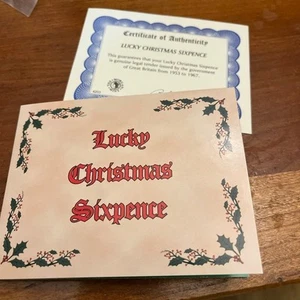 Certificate of Authenticity
LUCKY CHRISTMAS SIXPENCE
This guarantees that your Lucky Christmas Sixpence
is genuine legal tender issued by the government
of Great Britain from 1953 to 1967.
Lucky
Christmas
Sixpence